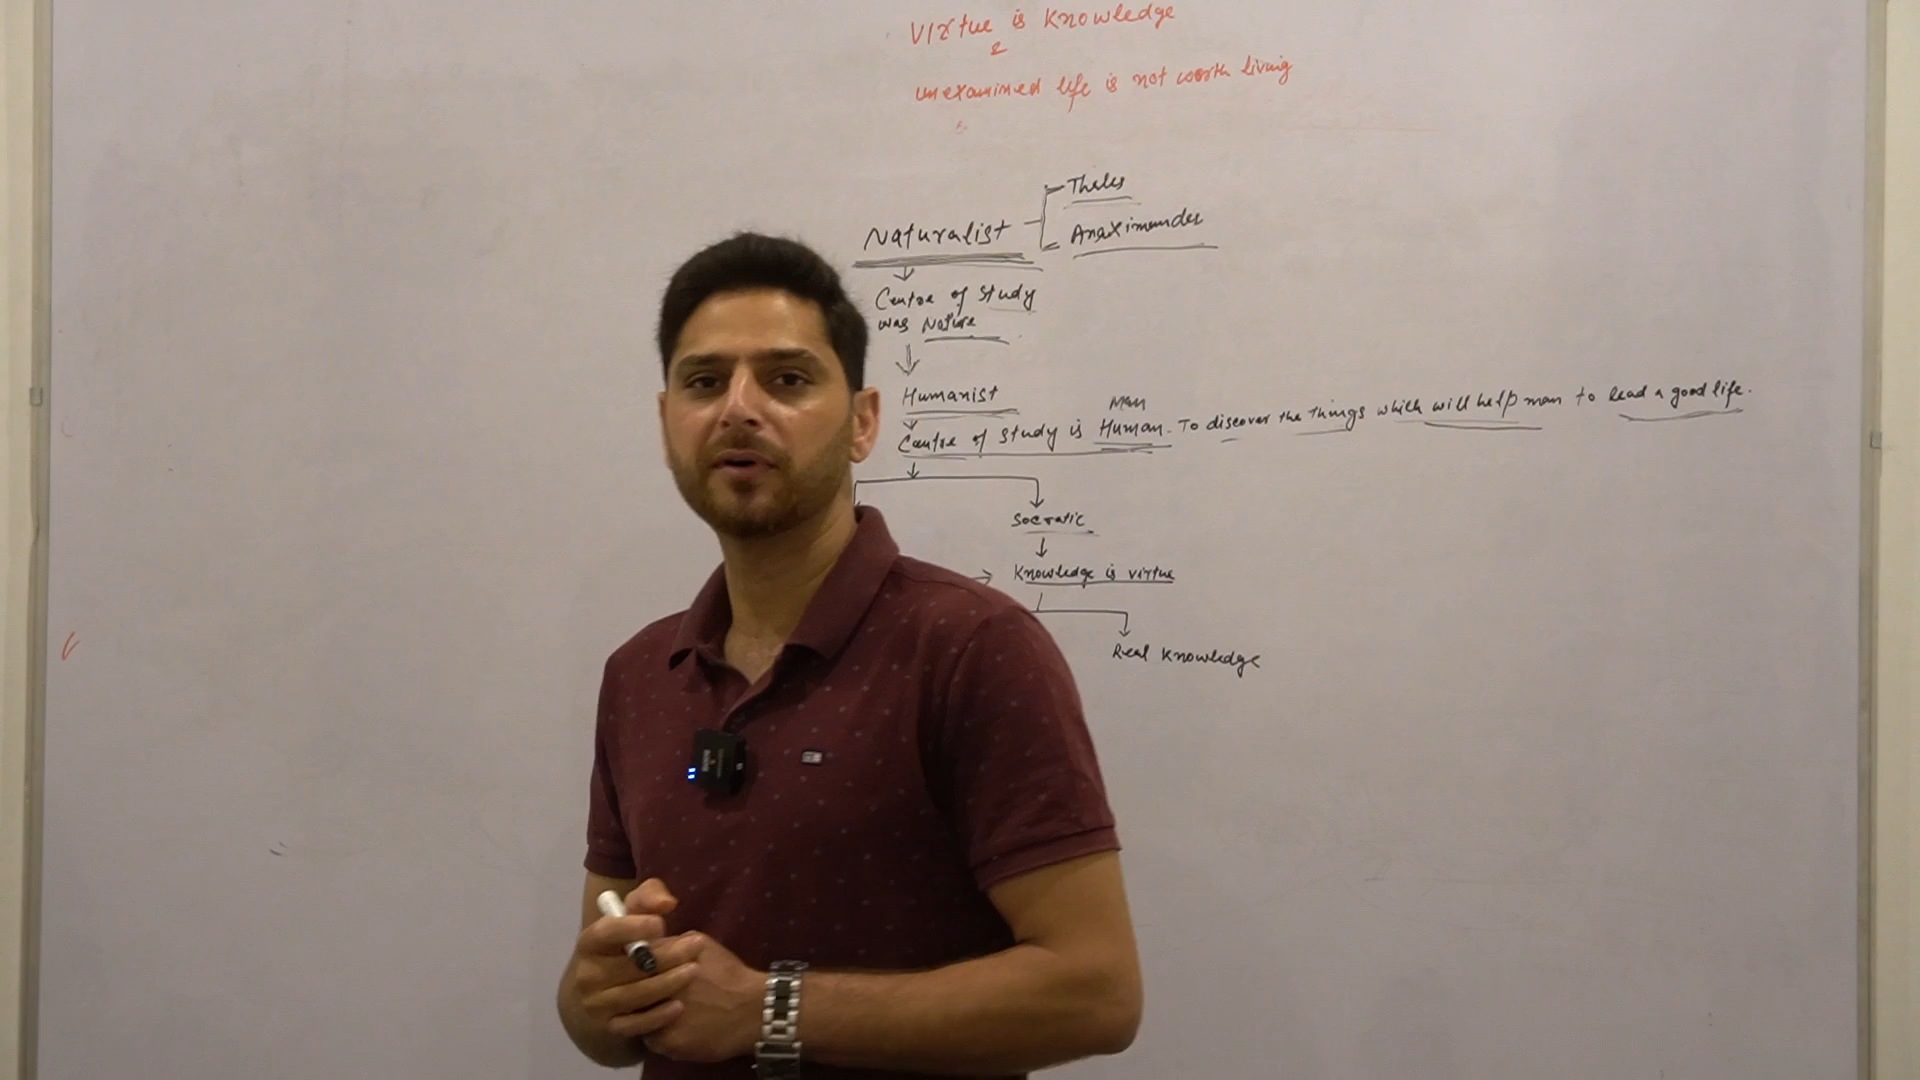 Virtue is Knowledge
&
unexamined life is not worth living
Thales
Naturalist
Anaximander
Centre of Study
was Nature
Humanist
Man
Centre of Study is Human. To discover the things which will help man to lead a good life.
Socratic
Knowledge is virtue
Real Knowledge